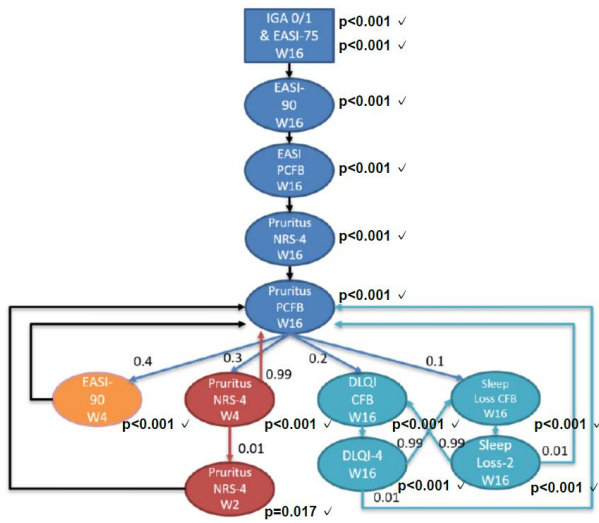 IGA 0/1
& EASI-75
W16
p<0.001 ✓
p<0.001 ✓
EASI-
90
W16
p<0.001 ✓
EASI
PCFB
W16
p<0.001 ✓
Pruritus
NRS-4
W16
p<0.001 ✓
Pruritus
PCFB
W16
p<0.001 ✓
0.4
0.3
0.99
0.2
0.1
EASI-
90
W4
p<0.001 ✓
Pruritus
NRS-4
W4
p<0.001 ✓
DLQI
CFB
W16
p<0.001 ✓
Sleep
Loss CFB
W16
p<0.001 ✓
0.01
0.99
0.99
Pruritus
NRS-4
W2
p=0.017 ✓
DLQI-4
W16
p<0.001 ✓
0.01
Sleep
Loss-2
W16
0.01
p<0.001 ✓